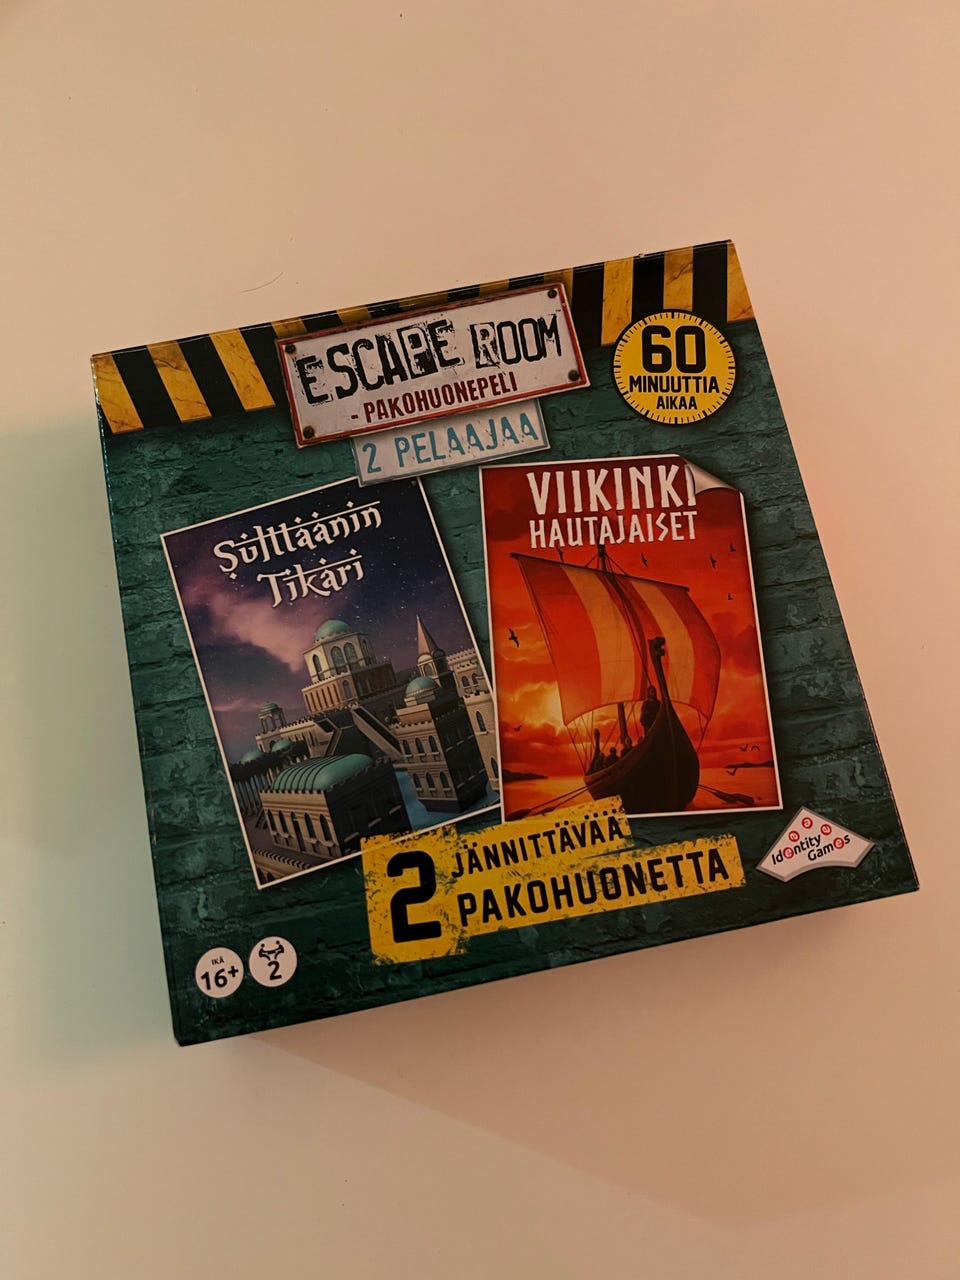 ESCAPE ROOM
-PAKOHUONEPELI
2 PELAAJAA
60
MINUUTTIA
AIKAA
Sulttaanin
Tikari
VIIKINKI
HAUTAJAISET
2 JÄNNITTÄVÄÄ
PAKOHUONETTA
Identity
Games
IKÄ
16+
2